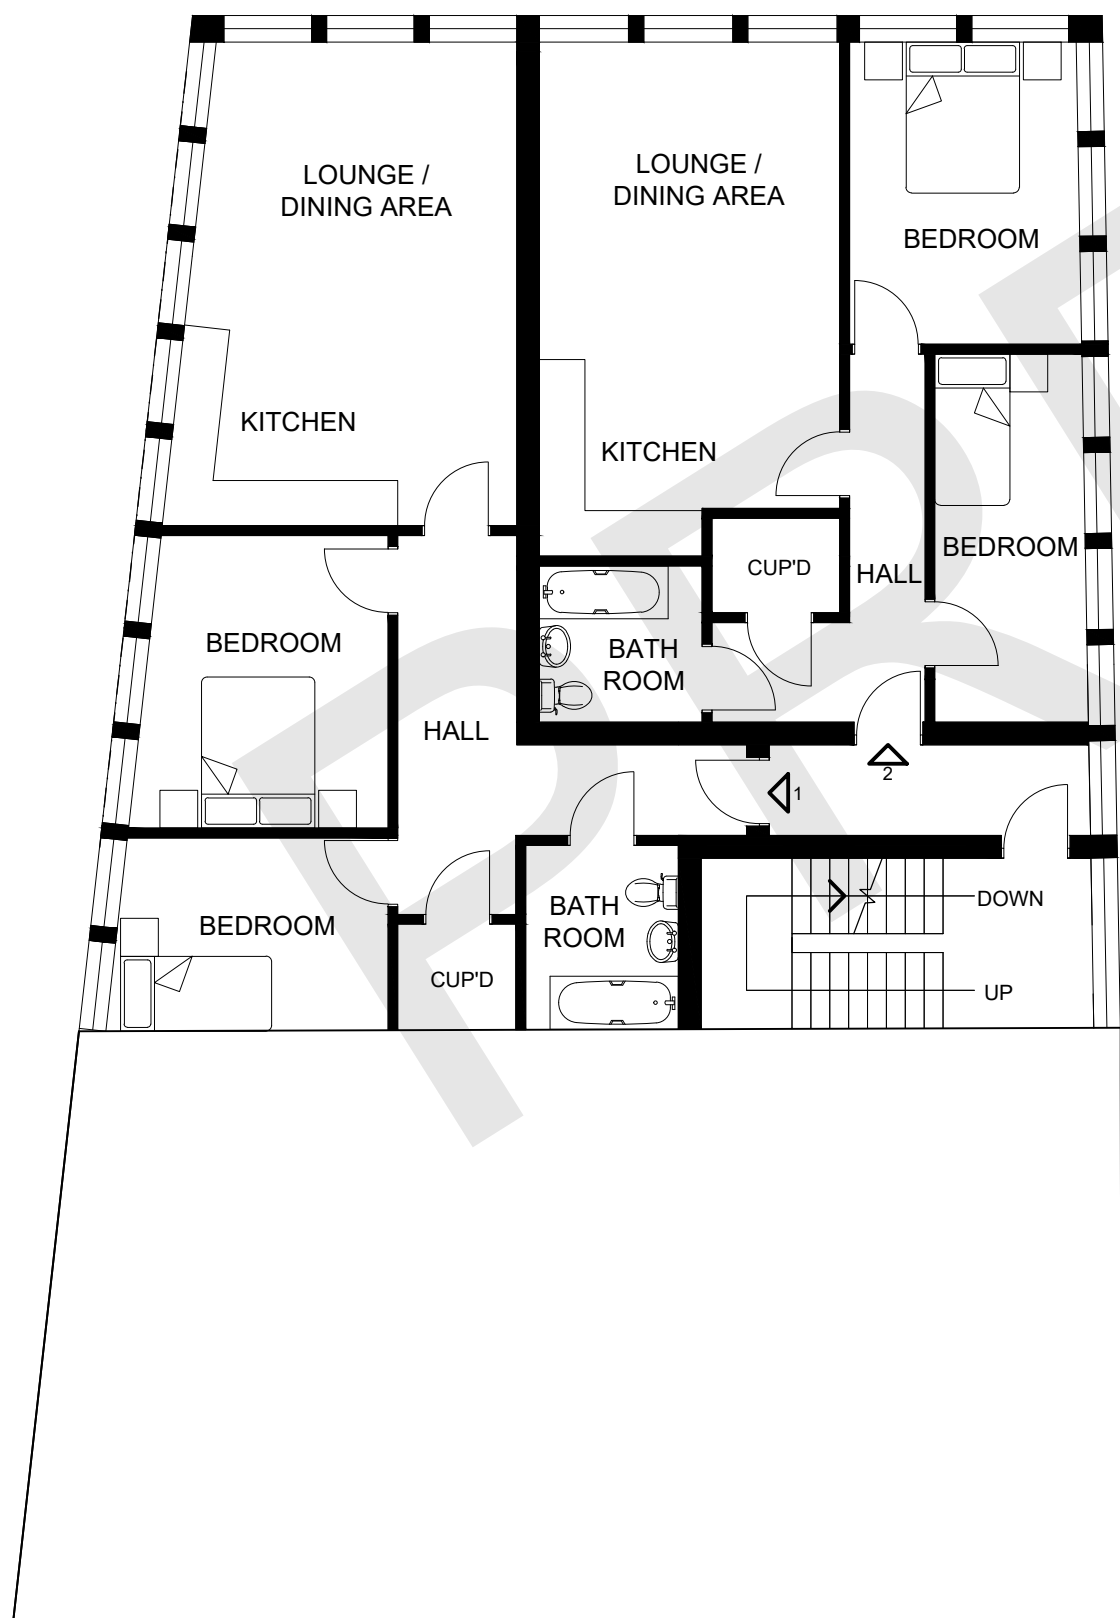 LOUNGE /
DINING AREA
LOUNGE /
DINING AREA
BEDROOM
KITCHEN
KITCHEN
BEDROOM
CUP'D
HALL
BEDROOM
BATH
ROOM
HALL
2
1
BEDROOM
BATH
ROOM
CUP'D
DOWN
UP